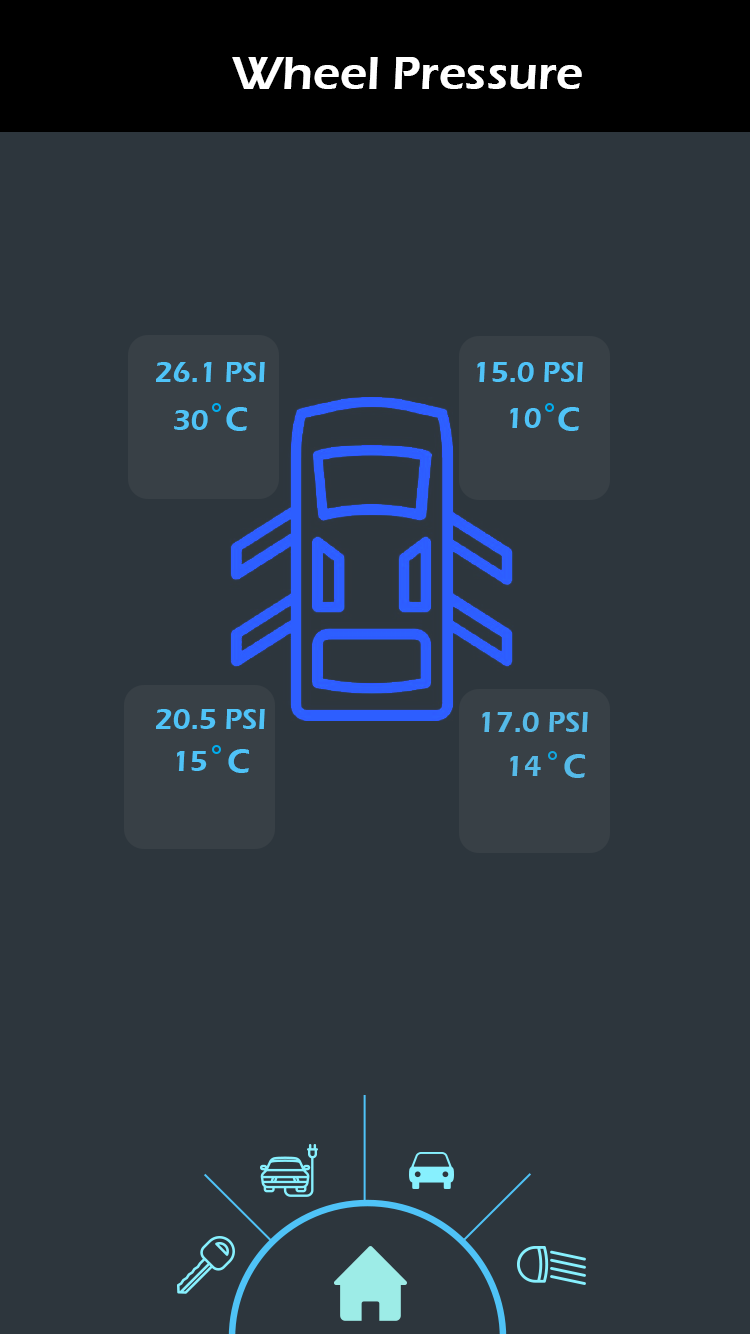 Wheel Pressure
26.1 PSI
30°C
15.0 PSI
10°C
20.5 PSI
15°C
17.0 PSI
14°C